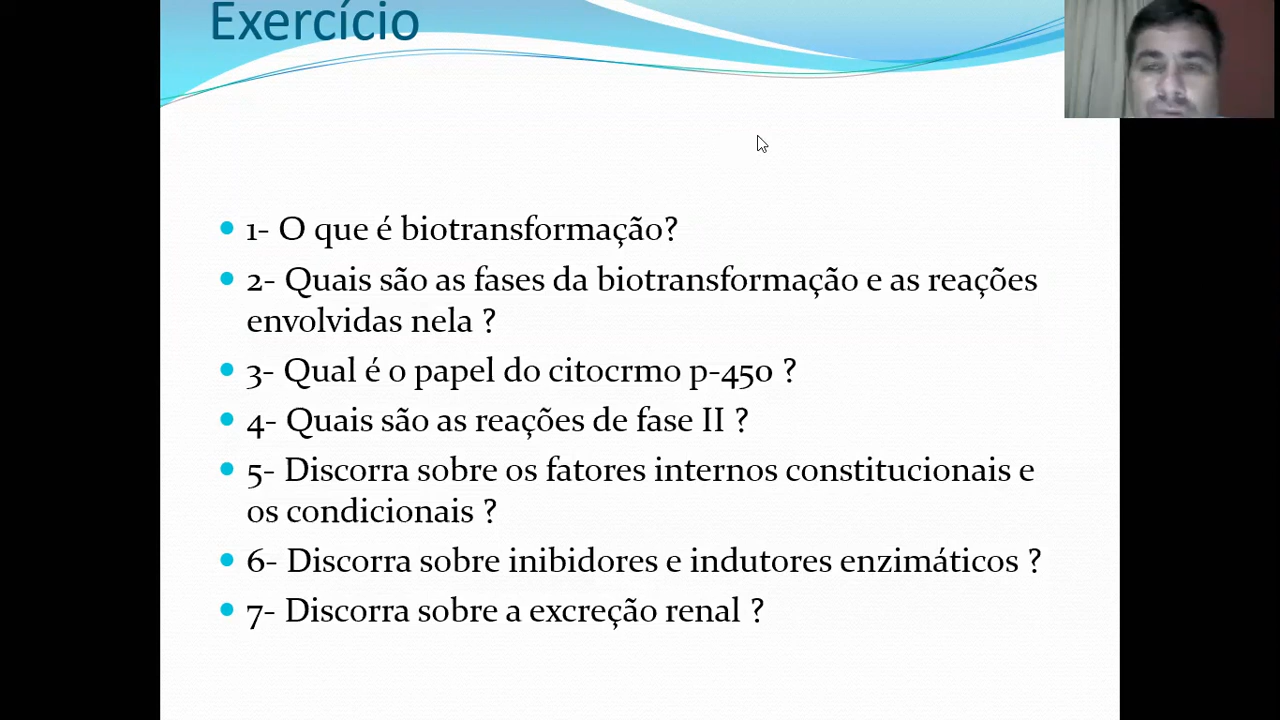 Exercício
1- O que é biotransformação?
2- Quais são as fases da biotransformação e as reações
envolvidas nela ?
3- Qual é o papel do citocrmo p-450 ?
4- Quais são as reações de fase II ?
5- Discorra sobre os fatores internos constitucionais e
os condicionais ?
6- Discorra sobre inibidores e indutores enzimáticos ?
7- Discorra sobre a excreção renal ?